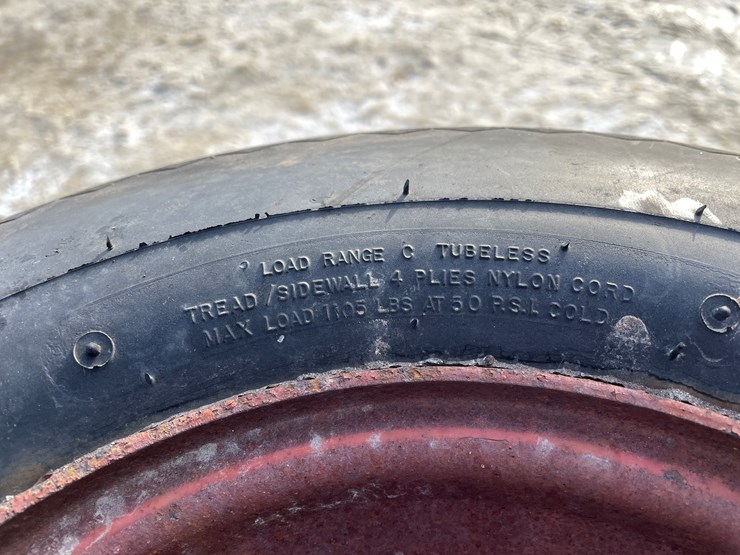 LOAD RANGE C TUBELESS
TREAD/SIDEWALL 4 PLIES NYLON CORD
MAX LOAD 1105 LBS AT 50 P.S.I. COLD